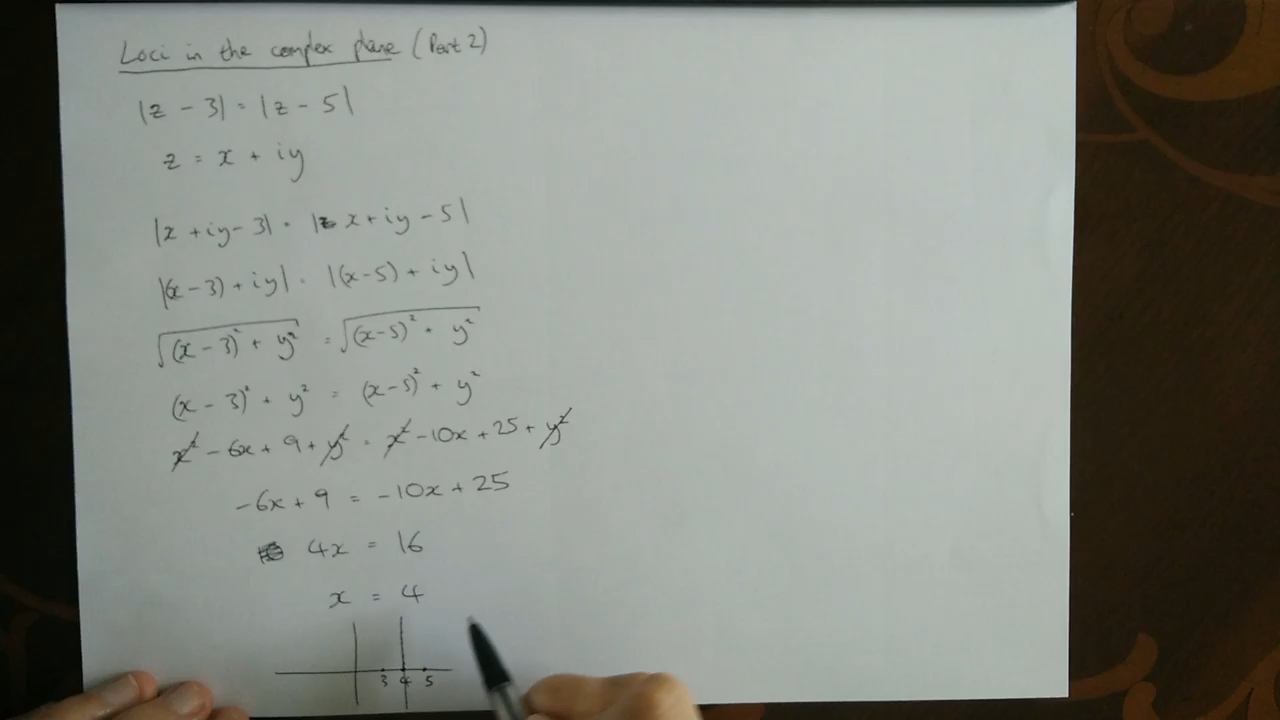 Loci in the complex plane (Part 2)
|z - 3| = |z - 5|
z = x + iy
|x + iy - 3| = |x + iy - 5|
|(x - 3) + iy| = |(x - 5) + iy|
√((x - 3)² + y²) = √((x - 5)² + y²)
(x - 3)² + y² = (x - 5)² + y²
x² - 6x + 9 + y² = x² - 10x + 25 + y²
-6x + 9 = -10x + 25
4x = 16
x = 4
3 4 5